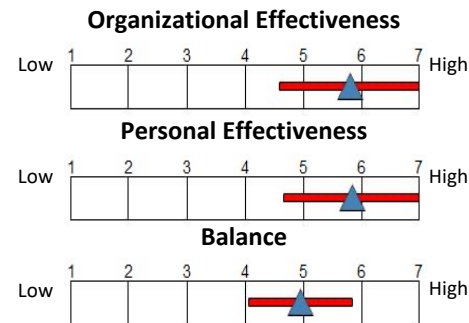 Organizational Effectiveness
Low 1 2 3 4 5 6 7 High
Personal Effectiveness
Low 1 2 3 4 5 6 7 High
Balance
Low 1 2 3 4 5 6 7 High